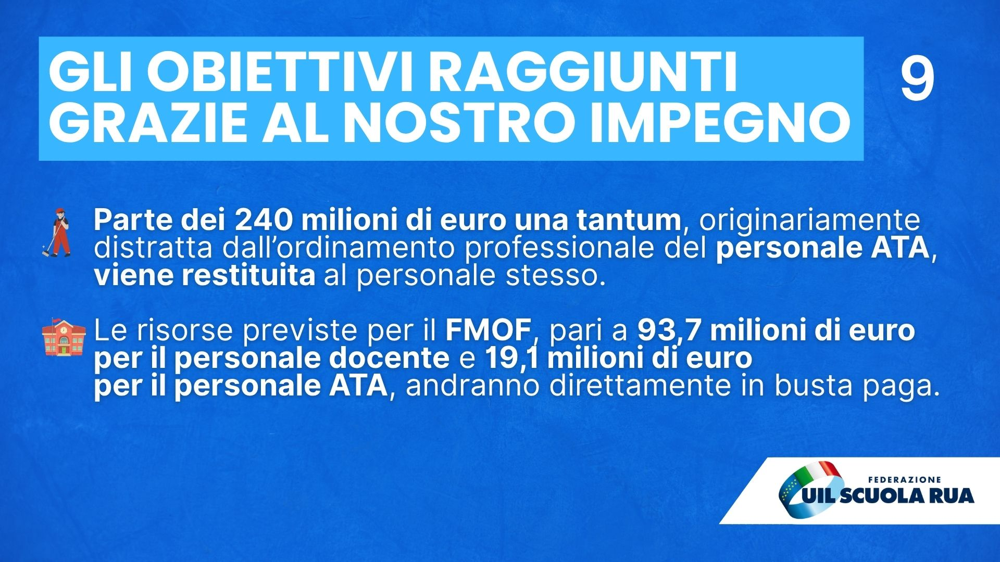 GLI OBIETTIVI RAGGIUNTI
GRAZIE AL NOSTRO IMPEGNO
9
Parte dei 240 milioni di euro una tantum, originariamente
distratta dall’ordinamento professionale del personale ATA,
viene restituita al personale stesso.
Le risorse previste per il FMOF, pari a 93,7 milioni di euro
per il personale docente e 19,1 milioni di euro
per il personale ATA, andranno direttamente in busta paga.
FEDERAZIONE
UIL SCUOLA RUA